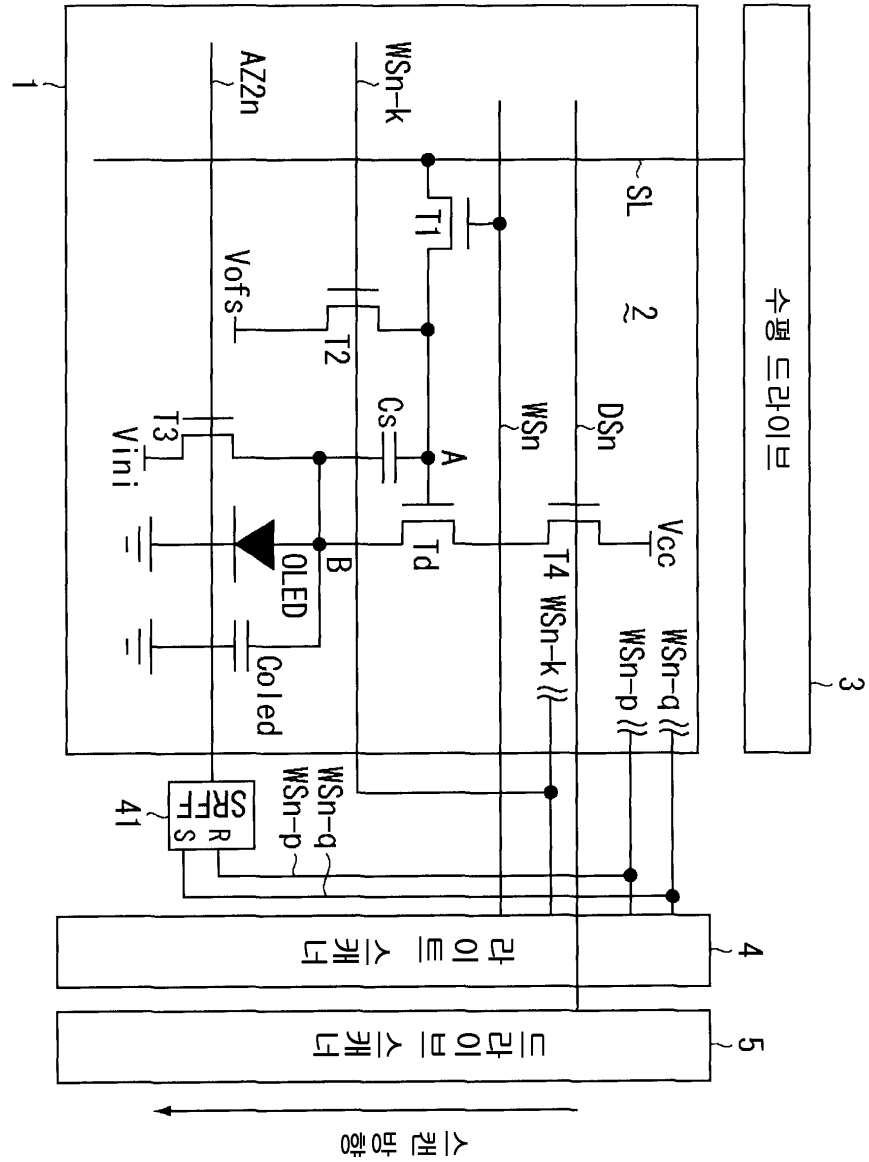 수평 드라이브
3
SL
2
DSn
WSn
WSn-k
AZ2n
1
Vcc
T4
T1
T2
Vofs
A
Cs
Td
T3
Vini
B
OLED
Coled
WSn-q
WSn-p
WSn-k
WSn-q
WSn-p
SRFF
R
S
41
라이트 스캐너
4
드라이브 스캐너
5
스캔 방향